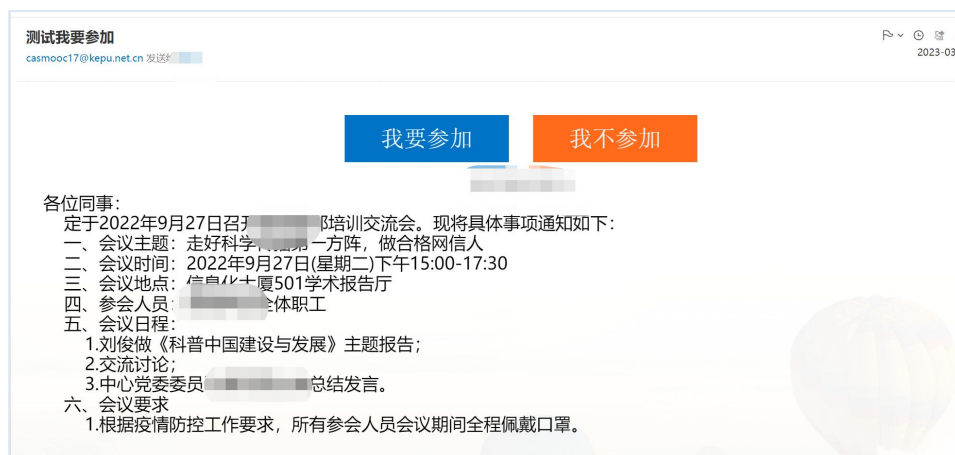 测试我要参加
casmooc17@kepu.net.cn 发送给
2023-03
我要参加
我不参加
各位同事：
定于2022年9月27日召开 部培训交流会。现将具体事项通知如下：
一、会议主题：走好科学 第一方阵，做合格网信人
二、会议时间：2022年9月27日(星期二)下午15:00-17:30
三、会议地点：信息化大厦501学术报告厅
四、参会人员： 全体职工
五、会议日程：
1.刘俊做《科普中国建设与发展》主题报告；
2.交流讨论；
3.中心党委委员 总结发言。
六、会议要求
1.根据疫情防控工作要求，所有参会人员会议期间全程佩戴口罩。